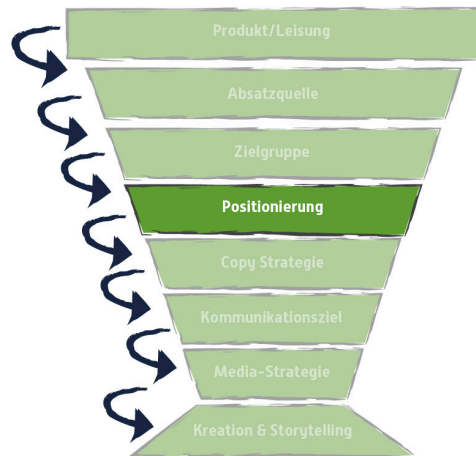 Produkt/Leisung
Absatzquelle
Zielgruppe
Positionierung
Copy Strategie
Kommunikationsziel
Media-Strategie
Kreation & Storytelling